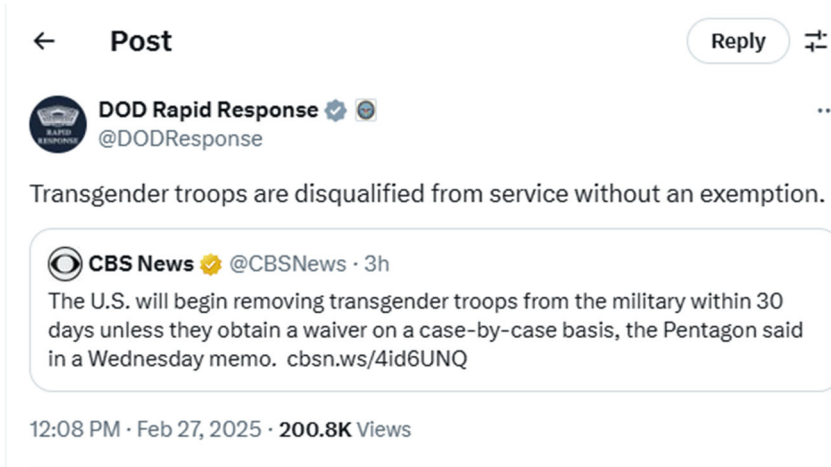 Post
Reply
DOD Rapid Response
@DODResponse
RAPID
RESPONSE
Transgender troops are disqualified from service without an exemption.
CBS News @CBSNews · 3h
The U.S. will begin removing transgender troops from the military within 30
days unless they obtain a waiver on a case-by-case basis, the Pentagon said
in a Wednesday memo. cbsn.ws/4id6UNQ
12:08 PM · Feb 27, 2025 · 200.8K Views